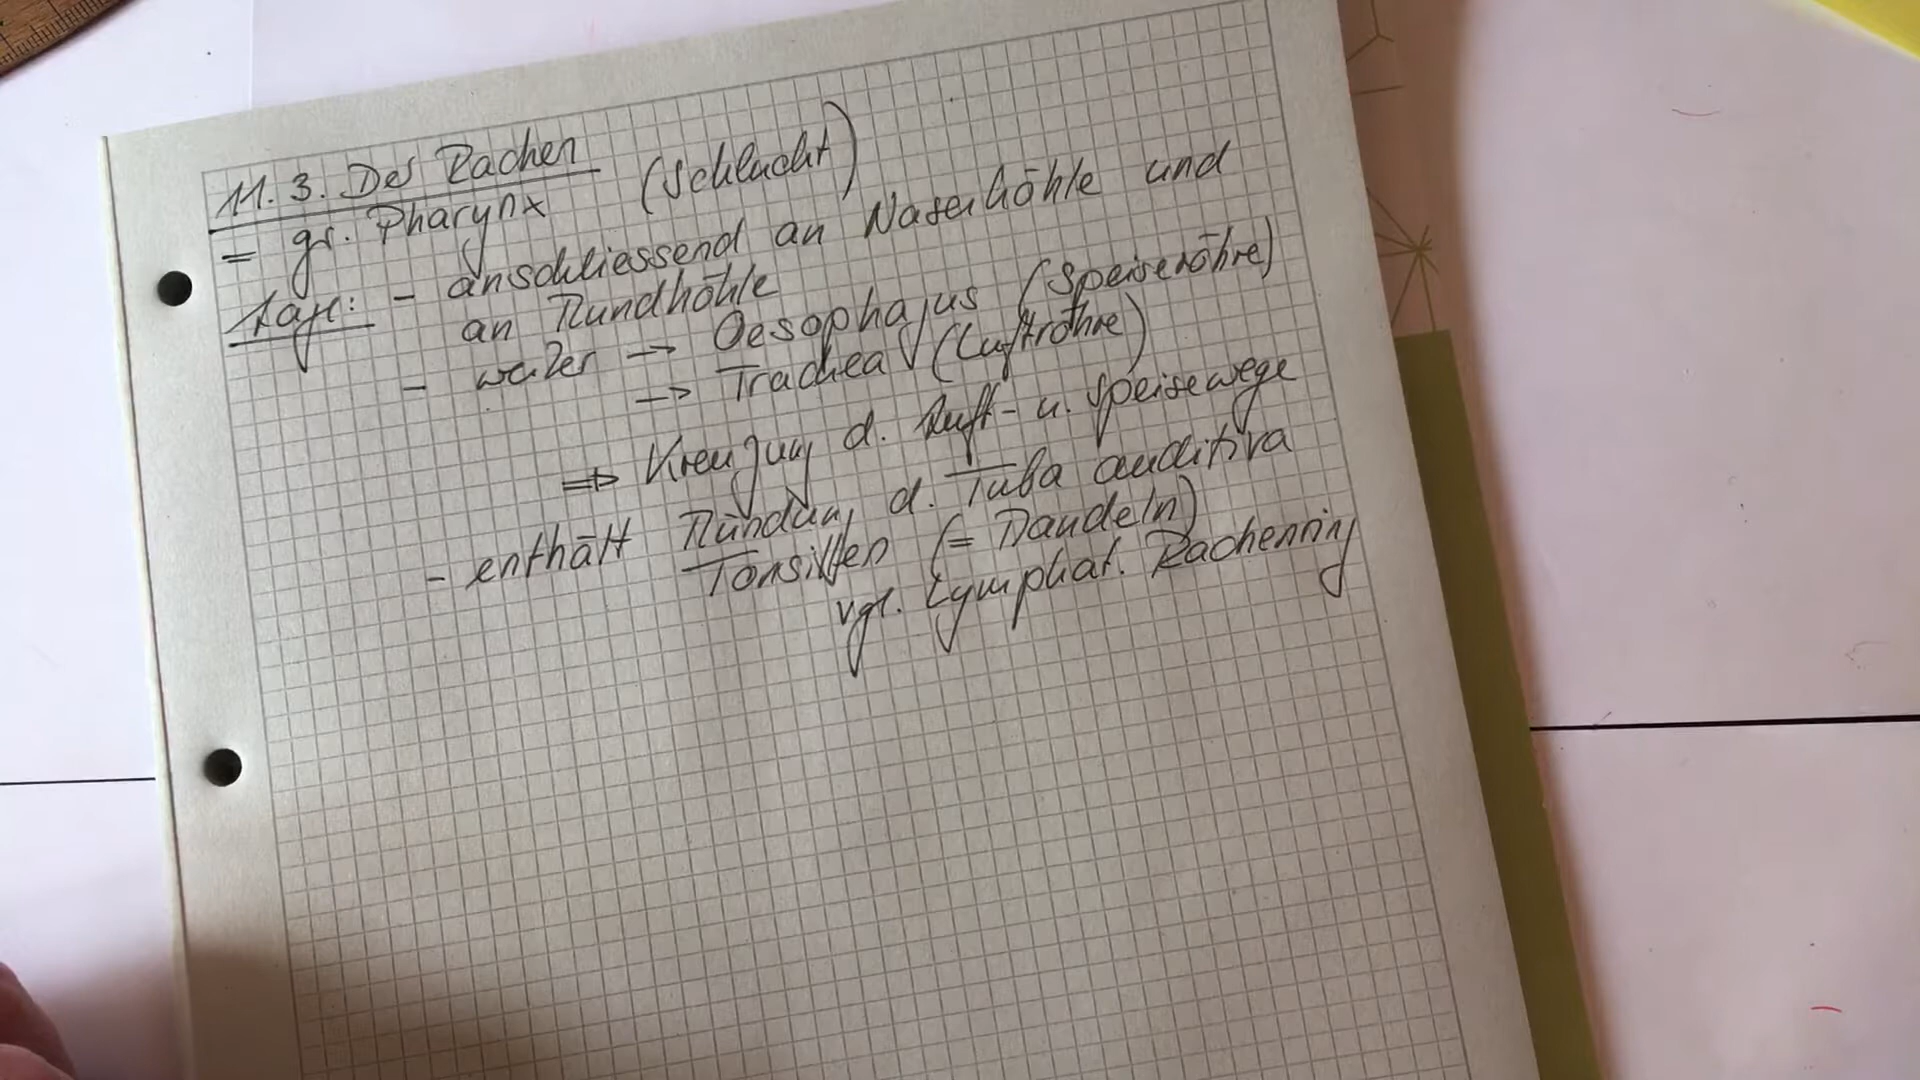 11.3. Der Rachen
= gr. Pharynx (Schlucht)
Lage: - anschliessend an Nasenhöhle und
an Mundhöhle
- weiter → Oesophagus (Speiseröhre)
→ Trachea (Luftröhre)
⇒ Kreuzung d. Luft- u. Speisewege
- enthält Mündung d. Tuba auditiva
Tonsillen (= Mandeln)
vgl. Lymphat. Rachenring